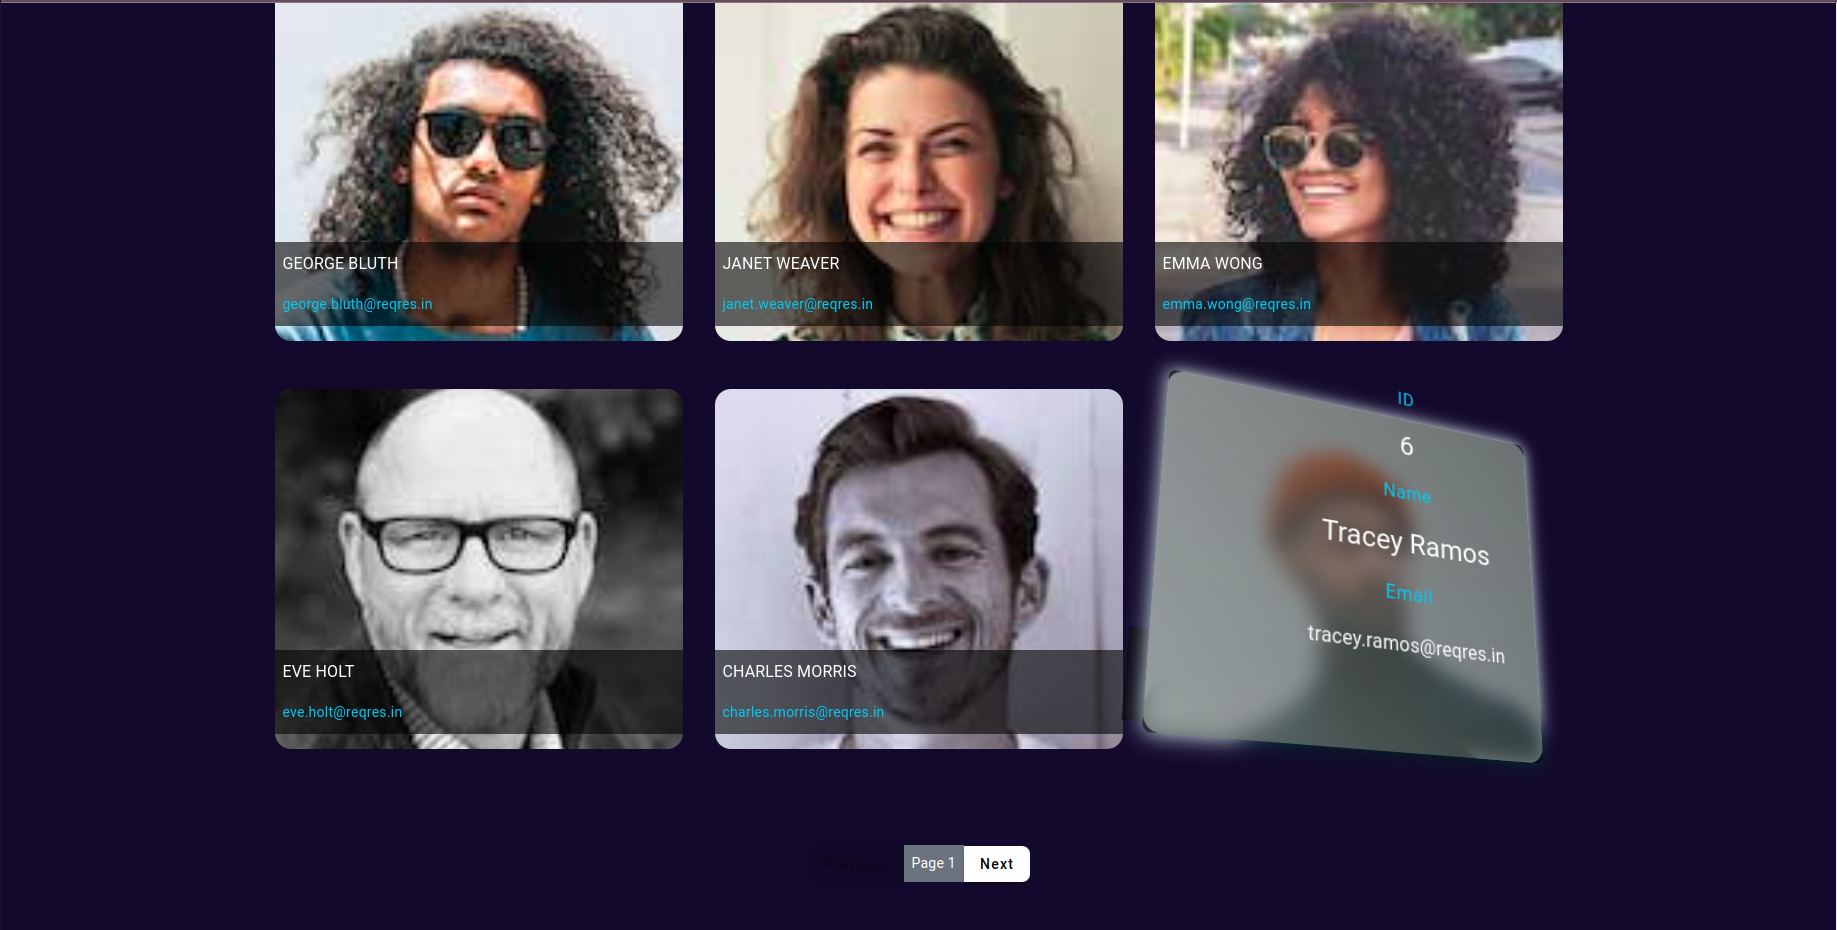 GEORGE BLUTH
george.bluth@reqres.in
JANET WEAVER
janet.weaver@reqres.in
EMMA WONG
emma.wong@reqres.in
EVE HOLT
eve.holt@reqres.in
CHARLES MORRIS
charles.morris@reqres.in
ID
6
Name
Tracey Ramos
Email
tracey.ramos@reqres.in
Previous
Page 1
Next